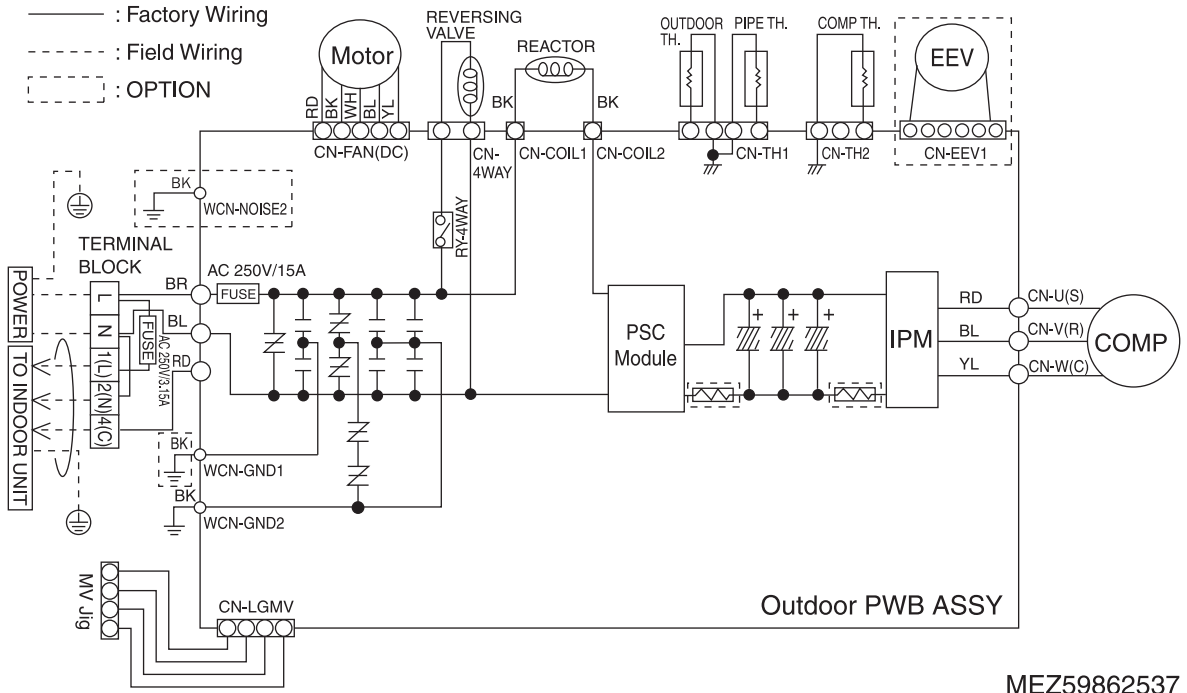 : Factory Wiring
: Field Wiring
: OPTION
Motor
RD
BK
WH
BL
YL
CN-FAN(DC)
REVERSING
VALVE
CN-
4WAY
RY-4WAY
REACTOR
BK
BK
CN-COIL1
CN-COIL2
OUTDOOR
TH.
PIPE TH.
CN-TH1
COMP TH.
CN-TH2
EEV
CN-EEV1
BK
WCN-NOISE2
TERMINAL
BLOCK
POWER
TO INDOOR UNIT
L
N
1(L)
2(N)
4(C)
FUSE
AC 250V/3.15A
BR
BL
RD
AC 250V/15A
FUSE
BK
WCN-GND1
BK
WCN-GND2
PSC
Module
+
+
+
IPM
RD
BL
YL
CN-U(S)
CN-V(R)
CN-W(C)
COMP
MV Jig
CN-LGMV
Outdoor PWB ASSY
MEZ59862537